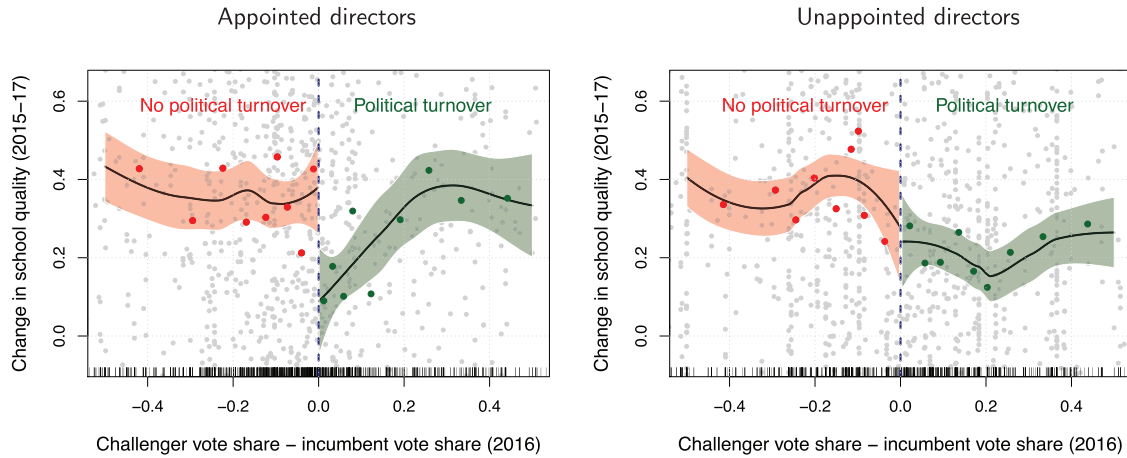 Appointed directors
Unappointed directors
Change in school quality (2015–17)
0.6
0.4
0.2
0.0
No political turnover
Political turnover
−0.4
−0.2
0.0
0.2
0.4
Challenger vote share − incumbent vote share (2016)
Change in school quality (2015–17)
0.6
0.4
0.2
0.0
No political turnover
Political turnover
−0.4
−0.2
0.0
0.2
0.4
Challenger vote share − incumbent vote share (2016)